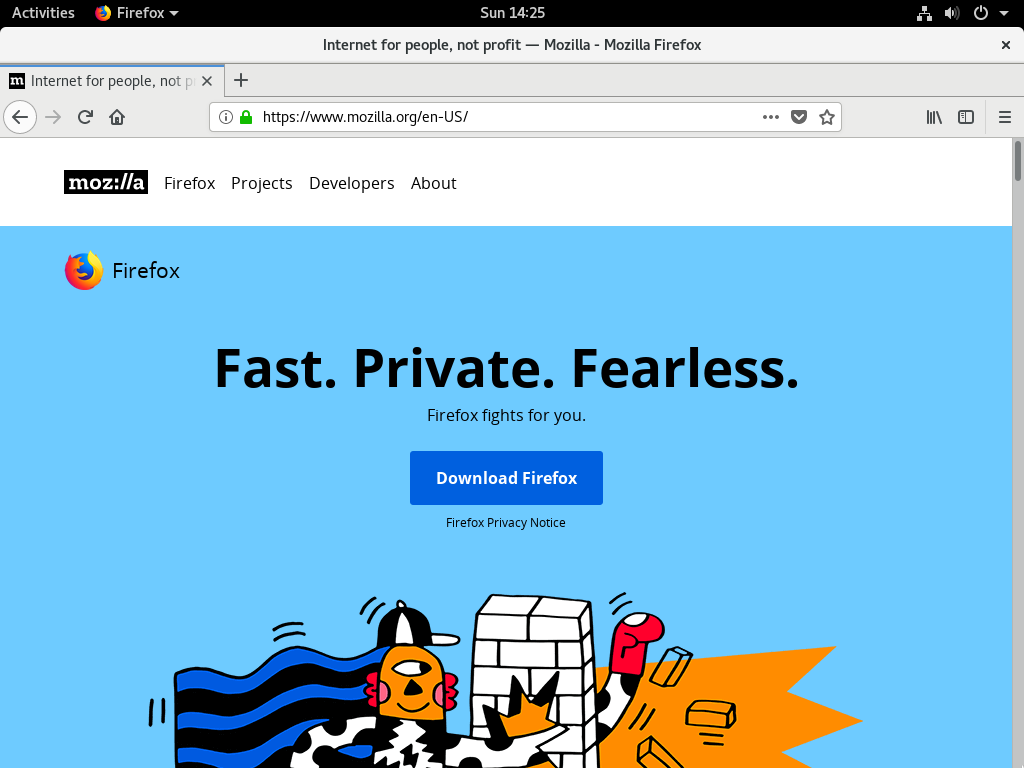 Activities Firefox Sun 14:25
Internet for people, not profit — Mozilla - Mozilla Firefox
Internet for people, not p
https://www.mozilla.org/en-US/
moz://a Firefox Projects Developers About
Firefox
Fast. Private. Fearless.
Firefox fights for you.
Download Firefox
Firefox Privacy Notice